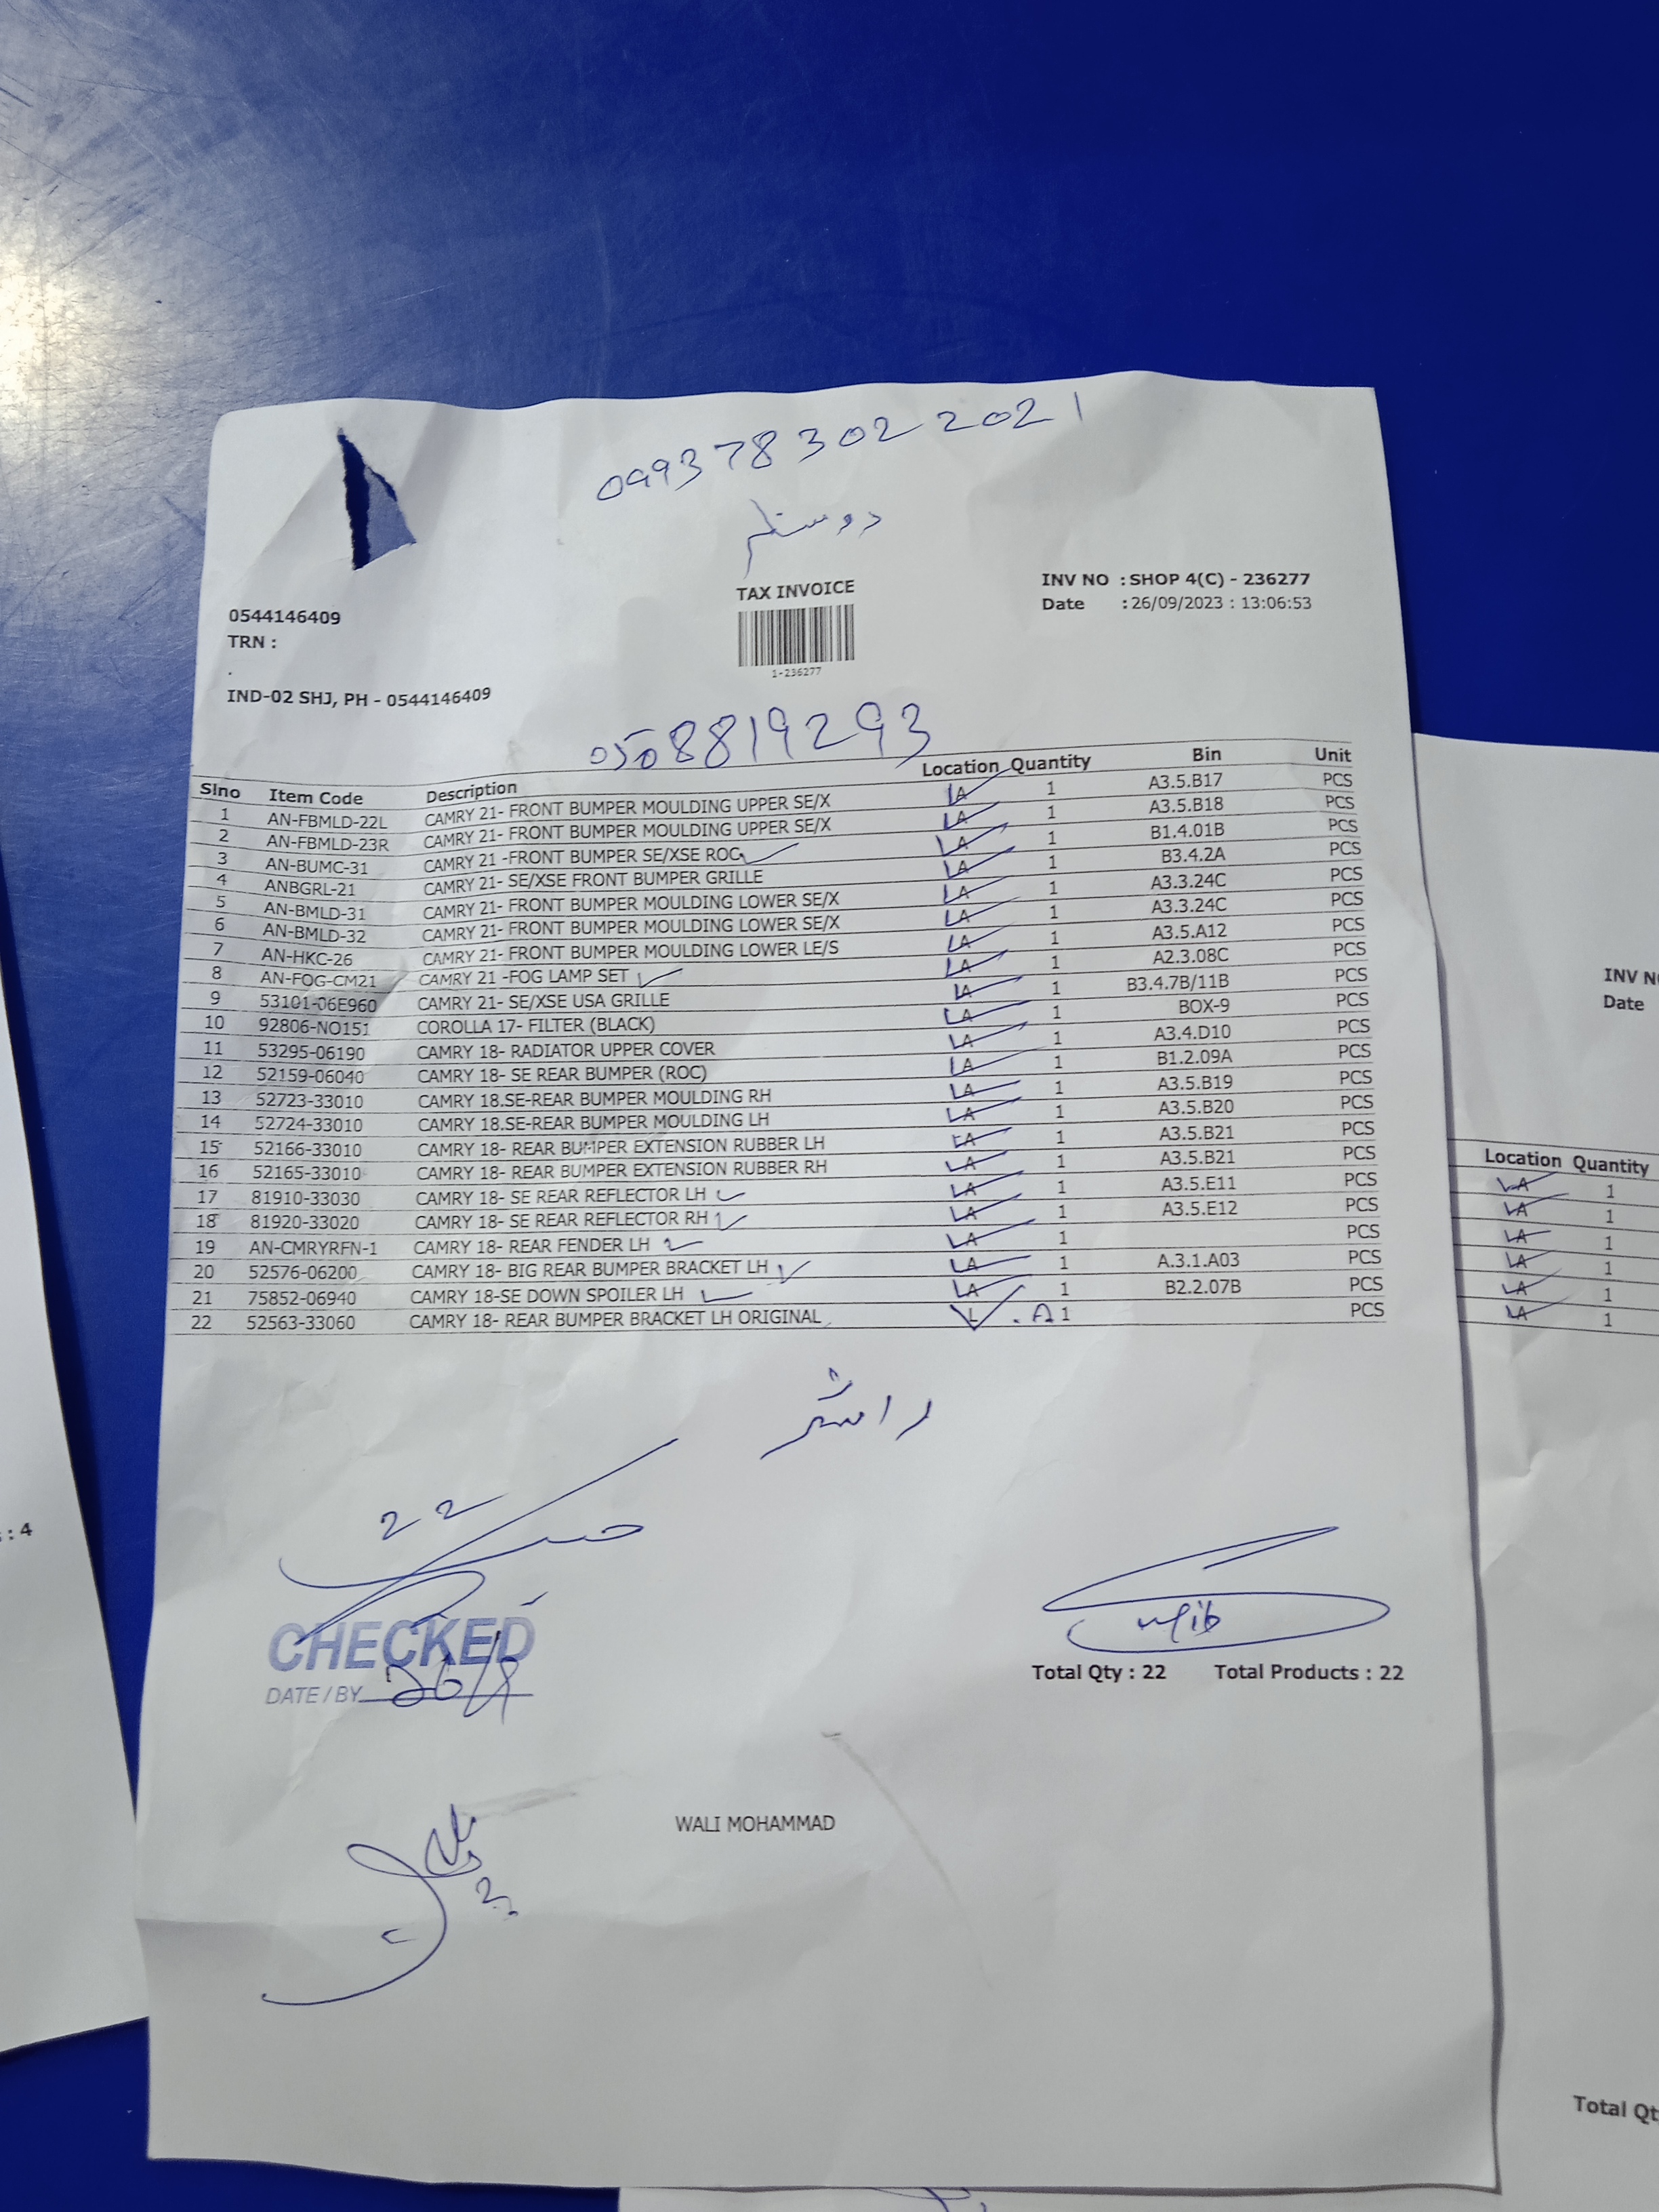 0993783022021
دوستم
TAX INVOICE
1-236277
INV NO : SHOP 4(C) - 236277
Date : 26/09/2023 : 13:06:53
0544146409
TRN :
.
IND-02 SHJ, PH - 0544146409
0508819293
Slno Item Code Description Location Quantity Bin Unit
1 AN-FBMLD-22L CAMRY 21- FRONT BUMPER MOULDING UPPER SE/X LA 1 A3.5.B17 PCS
2 AN-FBMLD-23R CAMRY 21- FRONT BUMPER MOULDING UPPER SE/X LA 1 A3.5.B18 PCS
3 AN-BUMC-31 CAMRY 21 -FRONT BUMPER SE/XSE ROC LA 1 B1.4.01B PCS
4 ANBGRL-21 CAMRY 21- SE/XSE FRONT BUMPER GRILLE LA 1 B3.4.2A PCS
5 AN-BMLD-31 CAMRY 21- FRONT BUMPER MOULDING LOWER SE/X LA 1 A3.3.24C PCS
6 AN-BMLD-32 CAMRY 21- FRONT BUMPER MOULDING LOWER SE/X LA 1 A3.3.24C PCS
7 AN-HKC-26 CAMRY 21- FRONT BUMPER MOULDING LOWER LE/S LA 1 A3.5.A12 PCS
8 AN-FOG-CM21 CAMRY 21 -FOG LAMP SET LA 1 A2.3.08C PCS
9 53101-06E960 CAMRY 21- SE/XSE USA GRILLE LA 1 B3.4.7B/11B PCS
10 92806-NO151 COROLLA 17- FILTER (BLACK) LA 1 BOX-9 PCS
11 53295-06190 CAMRY 18- RADIATOR UPPER COVER LA 1 A3.4.D10 PCS
12 52159-06040 CAMRY 18- SE REAR BUMPER (ROC) LA 1 B1.2.09A PCS
13 52723-33010 CAMRY 18.SE-REAR BUMPER MOULDING RH LA 1 A3.5.B19 PCS
14 52724-33010 CAMRY 18.SE-REAR BUMPER MOULDING LH LA 1 A3.5.B20 PCS
15 52166-33010 CAMRY 18- REAR BUMPER EXTENSION RUBBER LH LA 1 A3.5.B21 PCS
16 52165-33010 CAMRY 18- REAR BUMPER EXTENSION RUBBER RH LA 1 A3.5.B21 PCS
17 81910-33030 CAMRY 18- SE REAR REFLECTOR LH LA 1 A3.5.E11 PCS
18 81920-33020 CAMRY 18- SE REAR REFLECTOR RH LA 1 A3.5.E12 PCS
19 AN-CMRYRFN-1 CAMRY 18- REAR FENDER LH LA 1 PCS
20 52576-06200 CAMRY 18- BIG REAR BUMPER BRACKET LH LA 1 A.3.1.A03 PCS
21 75852-06940 CAMRY 18-SE DOWN SPOILER LH LA 1 B2.2.07B PCS
22 52563-33060 CAMRY 18- REAR BUMPER BRACKET LH ORIGINAL L . A 1 PCS
22
CHECKED
DATE / BY 26/9
Total Qty : 22 Total Products : 22
WALI MOHAMMAD
: 4
INV N
Date
Location Quantity
LA 1
LA 1
LA 1
LA 1
LA 1
LA 1
Total Qt